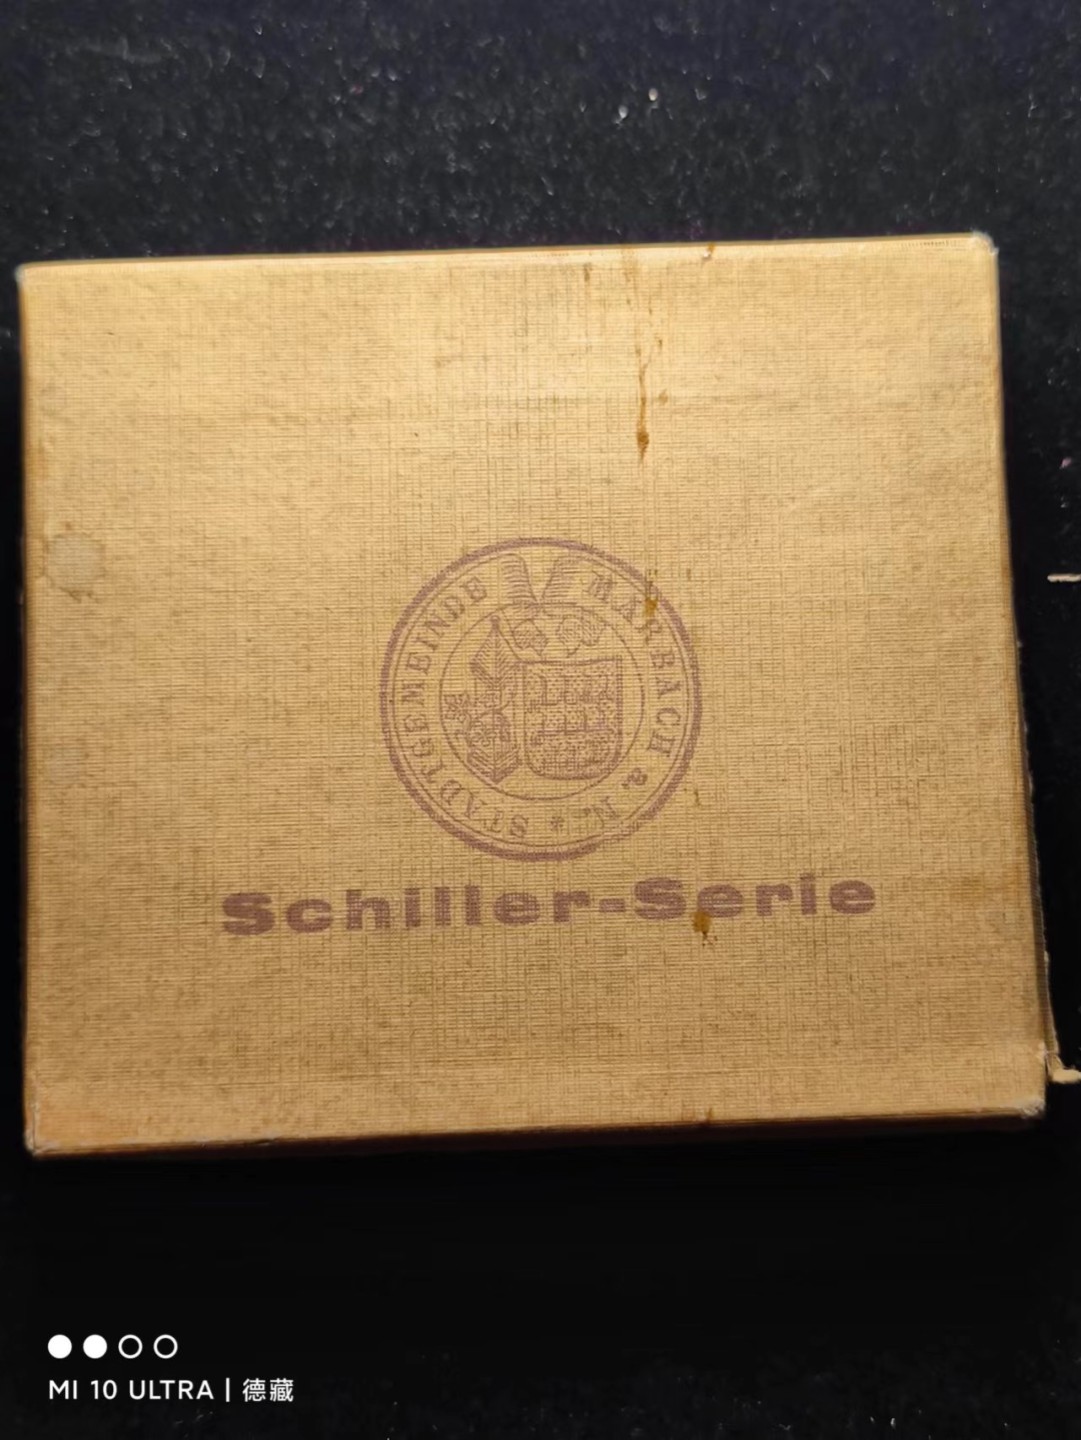 STADTGEMEINDE MARBACH a. N. *
Schiller-Serie
MI 10 ULTRA | 德藏